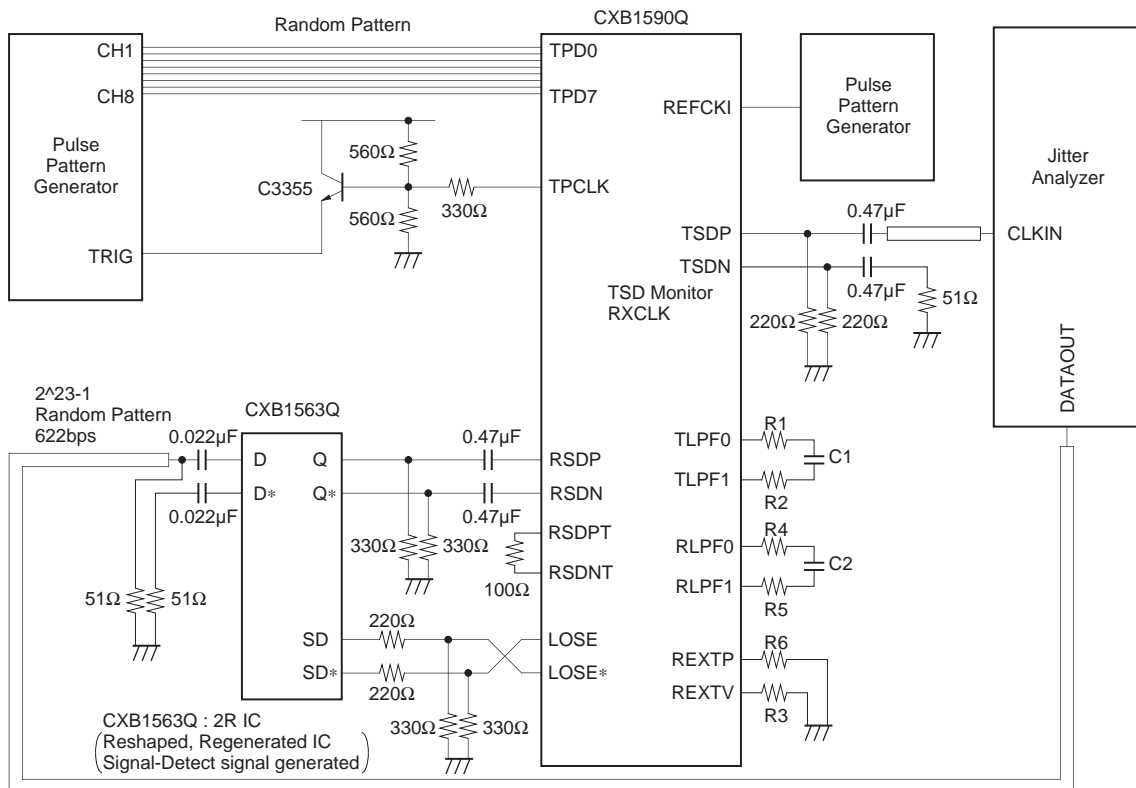 CXB1590Q
Random Pattern
CH1
CH8
Pulse
Pattern
Generator
TRIG
TPD0
TPD7
560Ω
C3355
560Ω
330Ω
TPCLK
REFCKI
Pulse
Pattern
Generator
Jitter
Analyzer
CLKIN
DATAOUT
TSDP
0.47µF
TSDN
0.47µF
TSD Monitor
RXCLK
220Ω
220Ω
51Ω
2^23-1
Random Pattern
622bps
CXB1563Q
0.022µF
D
Q
D*
Q*
0.022µF
0.47µF
RSDP
RSDN
0.47µF
RSDPT
330Ω
330Ω
RSDNT
100Ω
51Ω
51Ω
SD
220Ω
LOSE
SD*
220Ω
LOSE*
330Ω
330Ω
TLPF0
R1
C1
TLPF1
R2
RLPF0
R4
C2
RLPF1
R5
REXTP
R6
REXTV
R3
CXB1563Q : 2R IC
(Reshaped, Regenerated IC
Signal-Detect signal generated)